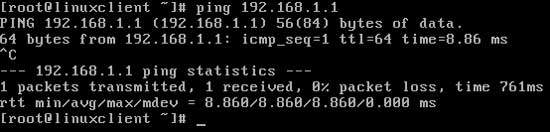 [root@linuxclient ~]# ping 192.168.1.1
PING 192.168.1.1 (192.168.1.1) 56(84) bytes of data.
64 bytes from 192.168.1.1: icmp_seq=1 ttl=64 time=8.86 ms
^C
--- 192.168.1.1 ping statistics ---
1 packets transmitted, 1 received, 0% packet loss, time 761ms
rtt min/avg/max/mdev = 8.860/8.860/8.860/0.000 ms
[root@linuxclient ~]# _